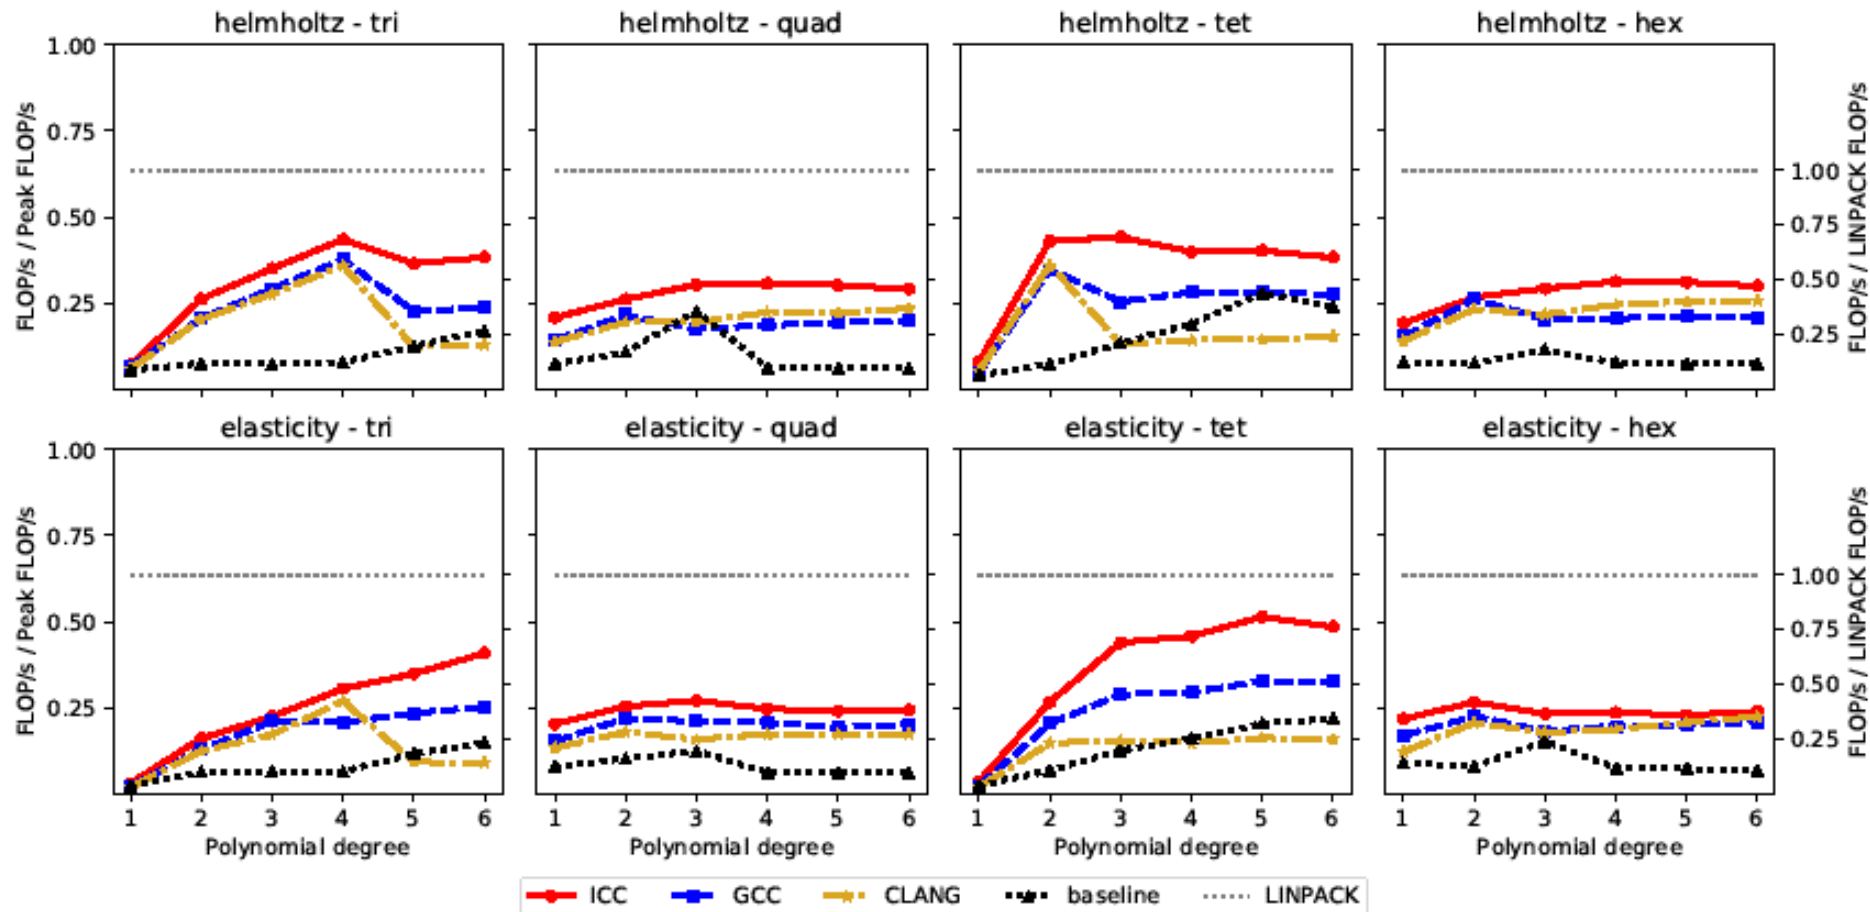 helmholtz - tri
helmholtz - quad
helmholtz - tet
helmholtz - hex
1.00
0.75
0.50
0.25
FLOP/s / Peak FLOP/s
1.00
0.75
0.50
0.25
FLOP/s / LINPACK FLOP/s
elasticity - tri
elasticity - quad
elasticity - tet
elasticity - hex
1.00
0.75
0.50
0.25
FLOP/s / Peak FLOP/s
1.00
0.75
0.50
0.25
FLOP/s / LINPACK FLOP/s
1 2 3 4 5 6
1 2 3 4 5 6
1 2 3 4 5 6
1 2 3 4 5 6
Polynomial degree
Polynomial degree
Polynomial degree
Polynomial degree
ICC GCC CLANG baseline LINPACK